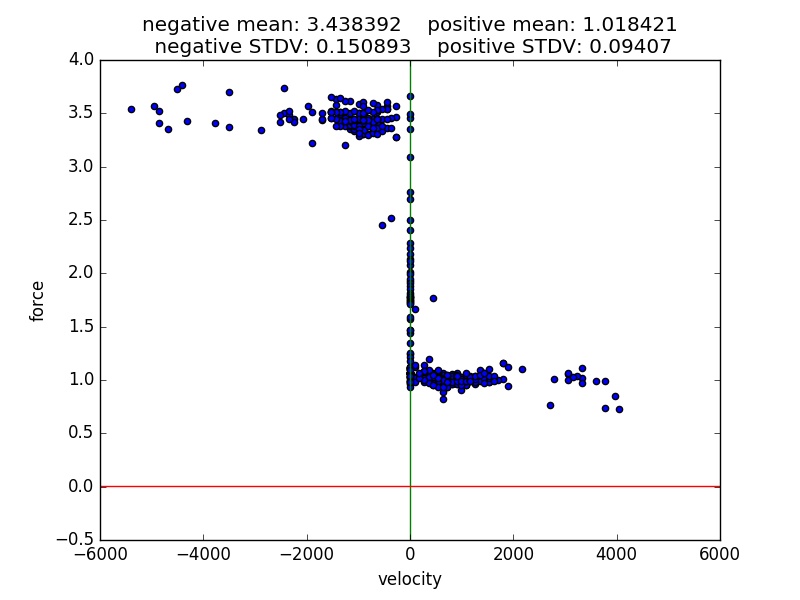 negative mean: 3.438392 positive mean: 1.018421
negative STDV: 0.150893 positive STDV: 0.09407
4.0
3.5
3.0
2.5
2.0
1.5
1.0
0.5
0.0
−0.5
force
−6000 −4000 −2000 0 2000 4000 6000
velocity